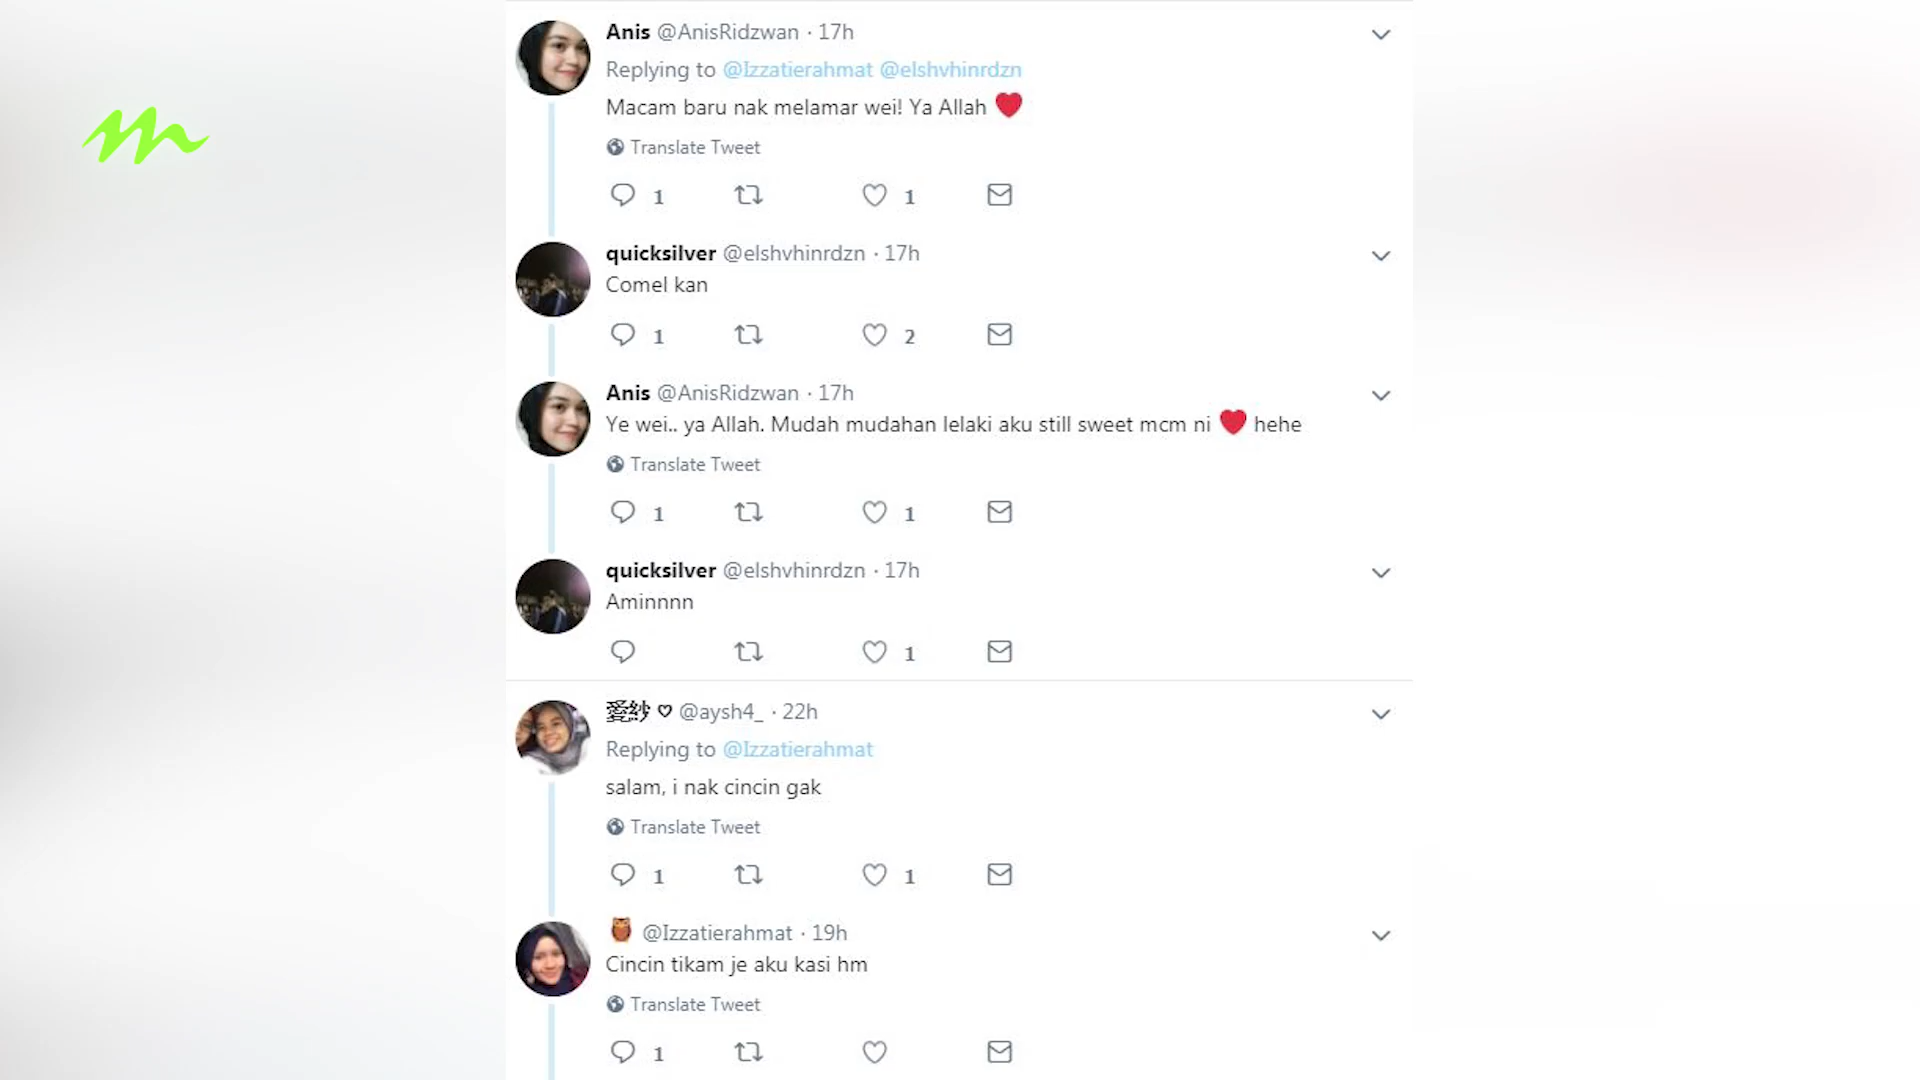 Anis @AnisRidzwan · 17h
Replying to @Izzatierahmat @elshvhinrdzn
Macam baru nak melamar wei! Ya Allah ❤
Translate Tweet
1 1
quicksilver @elshvhinrdzn · 17h
Comel kan
1 2
Anis @AnisRidzwan · 17h
Ye wei.. ya Allah. Mudah mudahan lelaki aku still sweet mcm ni ❤ hehe
Translate Tweet
1 1
quicksilver @elshvhinrdzn · 17h
Aminnnn
1
愛紗 ♡ @aysh4_ · 22h
Replying to @Izzatierahmat
salam, i nak cincin gak
Translate Tweet
1 1
🦉 @Izzatierahmat · 19h
Cincin tikam je aku kasi hm
Translate Tweet
1